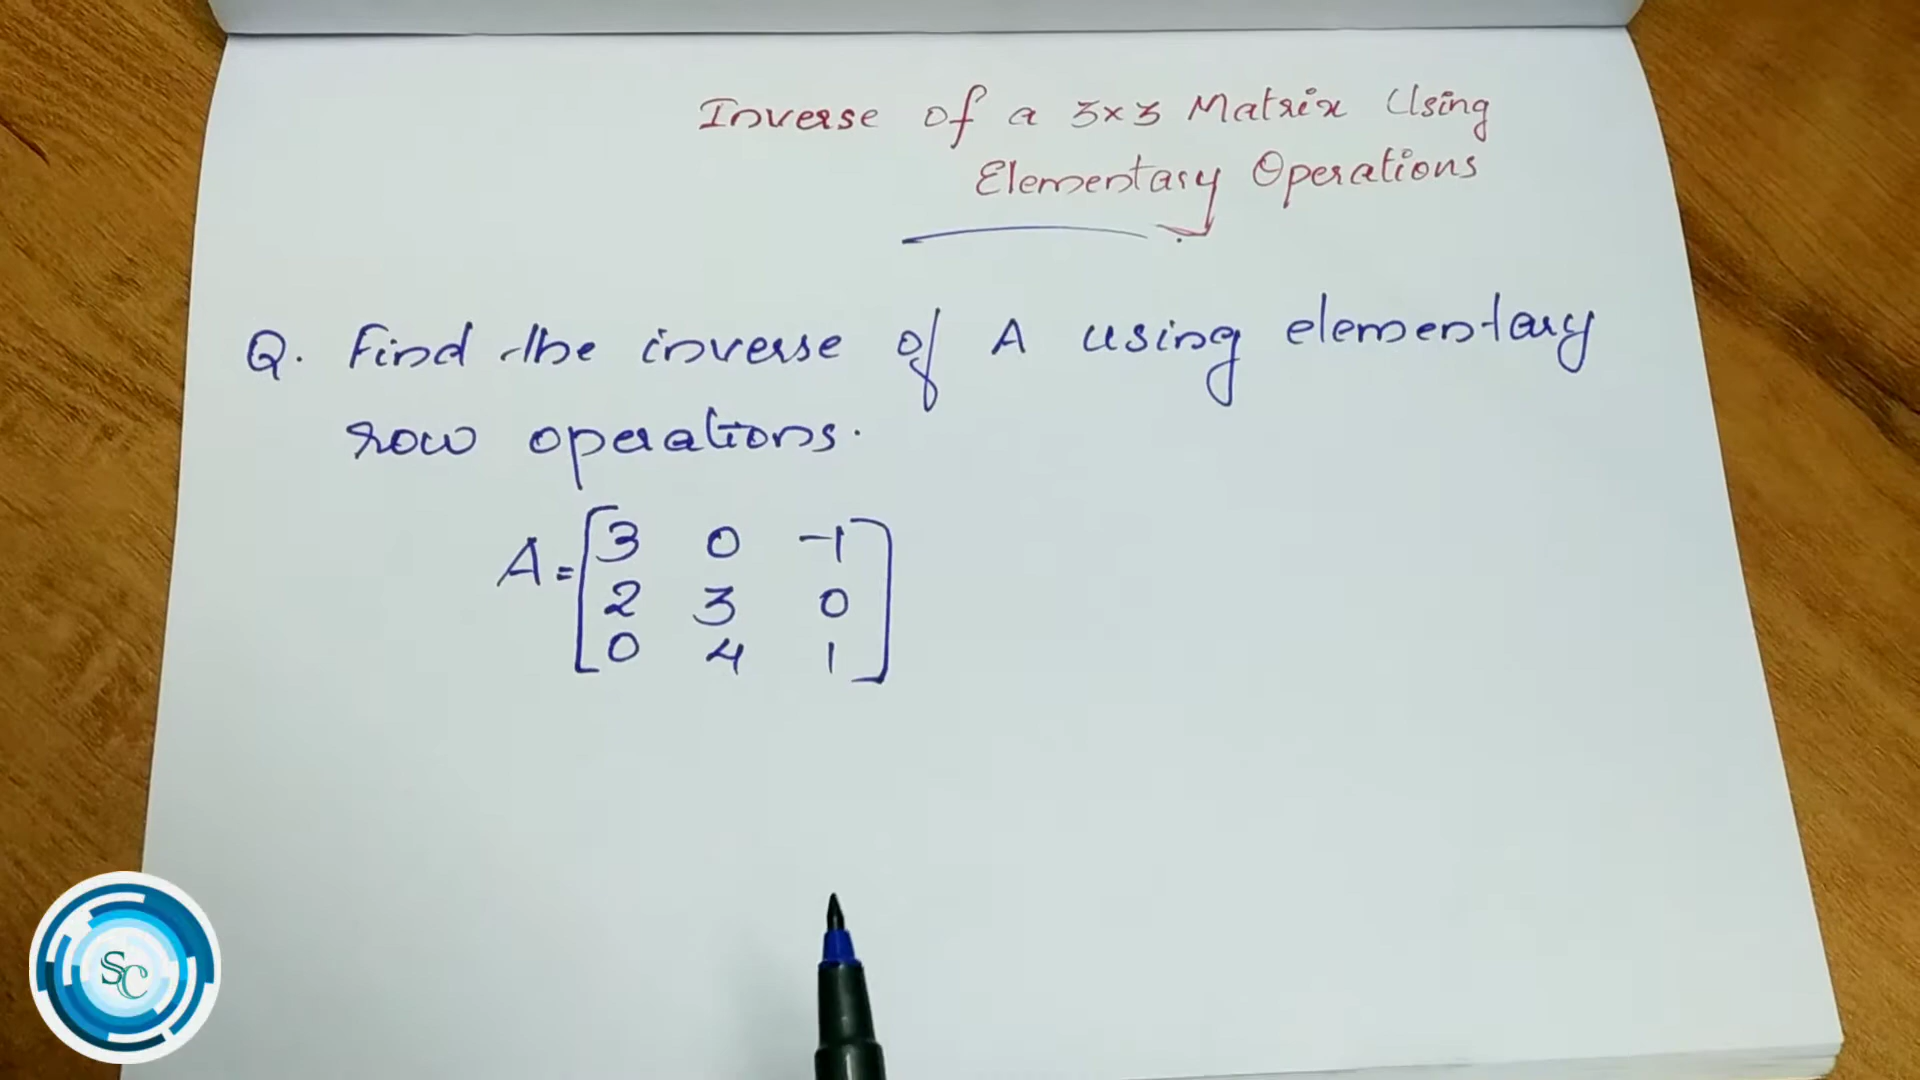 Inverse of a 3×3 Matrix Using
Elementary Operations
Q. Find the inverse of A using elementary
row operations.
A = [3 0 -1
2 3 0
0 4 1]
SC